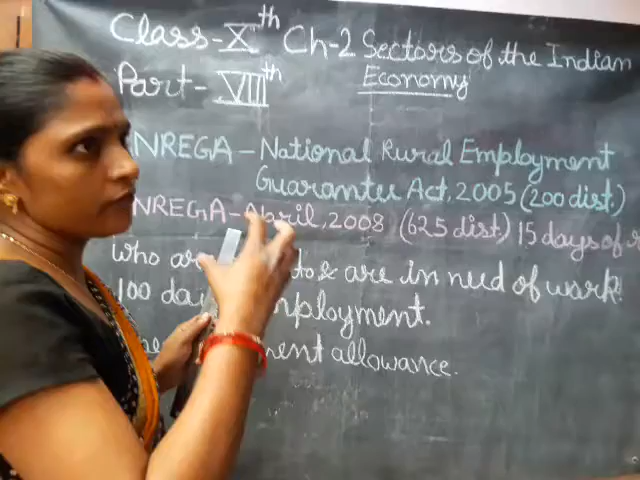 Class-Xth Ch-2 Sectors of the Indian
Part-VIIIth Economy
NREGA - National Rural Employment
Guarantee Act, 2005 (200 dist.)
NREGA - April, 2008 (625 dist.) 15 days of
who are & are in need of work.
100 employment.
allowance.